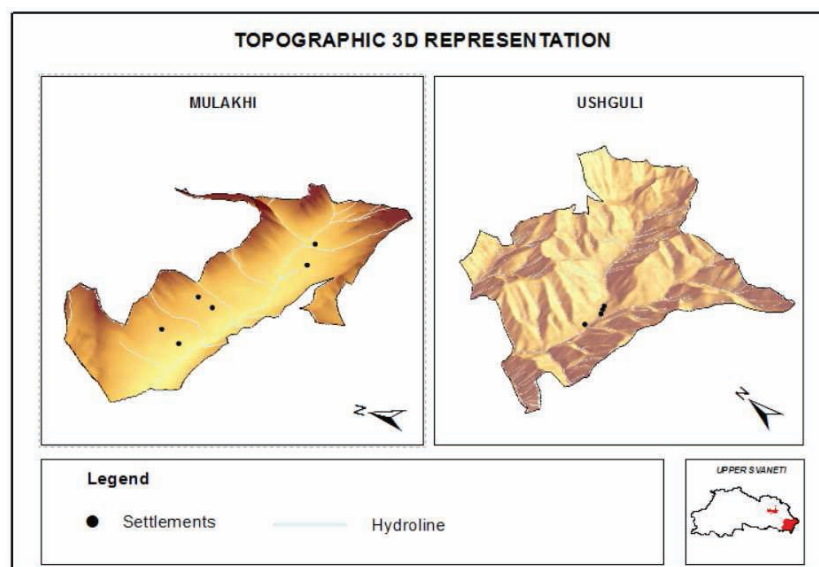 TOPOGRAPHIC 3D REPRESENTATION
MULAKHI
USHGULI
N
N
Legend
Settlements
Hydroline
UPPER SVANETI